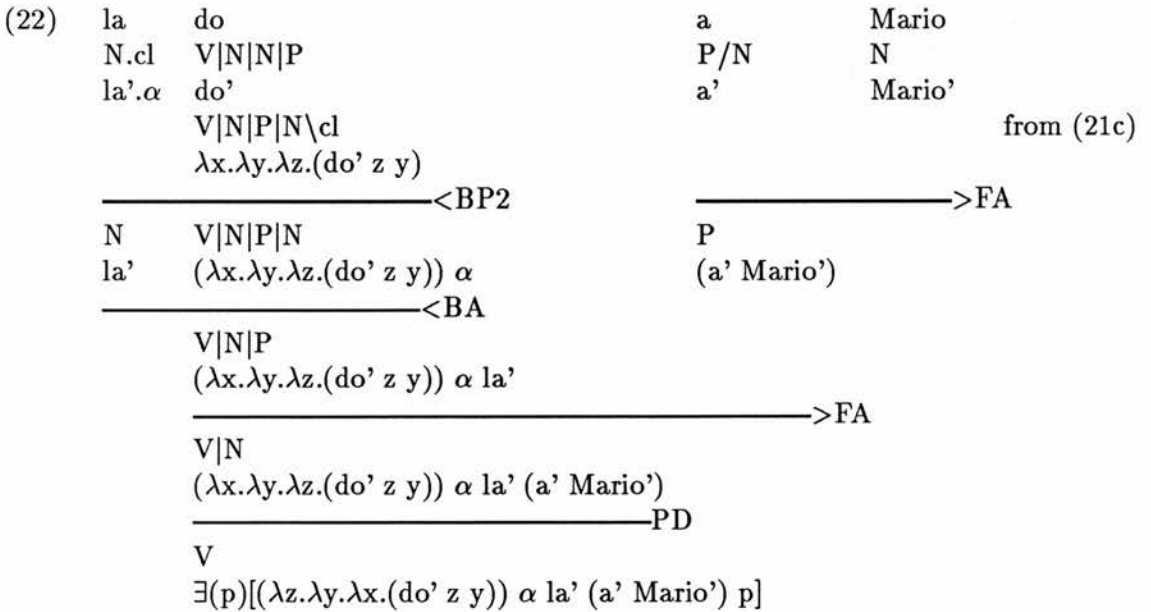 (22) la do a Mario
N.cl V|N|N|P P/N N
la'.α do' a' Mario'
V|N|P|N\cl from (21c)
λx.λy.λz.(do' z y)
<BP2 >FA
N V|N|P|N P
la' (λx.λy.λz.(do' z y)) α (a' Mario')
<BA
V|N|P
(λx.λy.λz.(do' z y)) α la'
>FA
V|N
(λx.λy.λz.(do' z y)) α la' (a' Mario')
PD
V
∃(p)[(λz.λy.λx.(do' z y)) α la' (a' Mario') p]